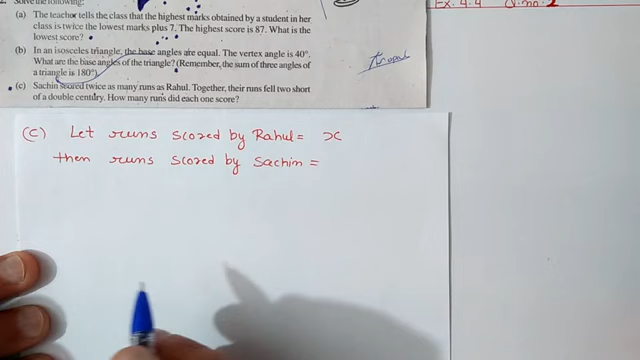 2. Solve the following:
(a) The teacher tells the class that the highest marks obtained by a student in her
class is twice the lowest marks plus 7. The highest score is 87. What is the
lowest score?
(b) In an isosceles triangle, the base angles are equal. The vertex angle is 40°.
What are the base angles of the triangle? (Remember, the sum of three angles of
a triangle is 180°).
(c) Sachin scored twice as many runs as Rahul. Together, their runs fell two short
of a double century. How many runs did each one score?
Ex. 4.4 Q. no. 2
(C) Let runs scored by Rahul = x
then runs scored by Sachin =